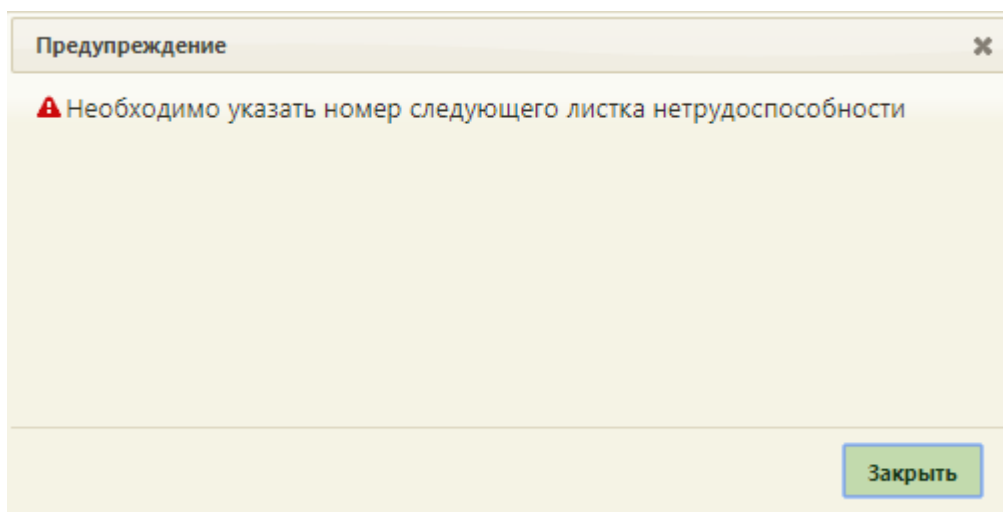 Предупреждение
Необходимо указать номер следующего листка нетрудоспособности
Закрыть